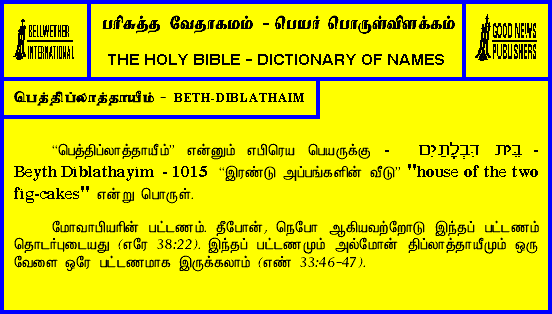 BELLWETHER
INTERNATIONAL
பரிசுத்த வேதாகமம் - பெயர் பொருள்விளக்கம்
THE HOLY BIBLE - DICTIONARY OF NAMES
GOOD NEWS
PUBLISHERS
பெத்திப்லாத்தாயீம் - BETH-DIBLATHAIM
"பெத்திப்லாத்தாயீம்" என்னும் எபிரெய பெயருக்கு - בֵּית דִּבְלָתַיִם -
Beyth Diblathayim - 1015 "இரண்டு அப்பங்களின் வீடு" "house of the two
fig-cakes" என்று பொருள்.
மோவாபியரின் பட்டணம். தீபோன், நெபோ ஆகியவற்றோடு இந்தப் பட்டணம்
தொடர்புடையது (எரே 38:22). இந்தப் பட்டணமும் அல்மோன் திப்லாத்தாயீமும் ஒரு
வேளை ஒரே பட்டணமாக இருக்கலாம் (எண் 33:46-47).